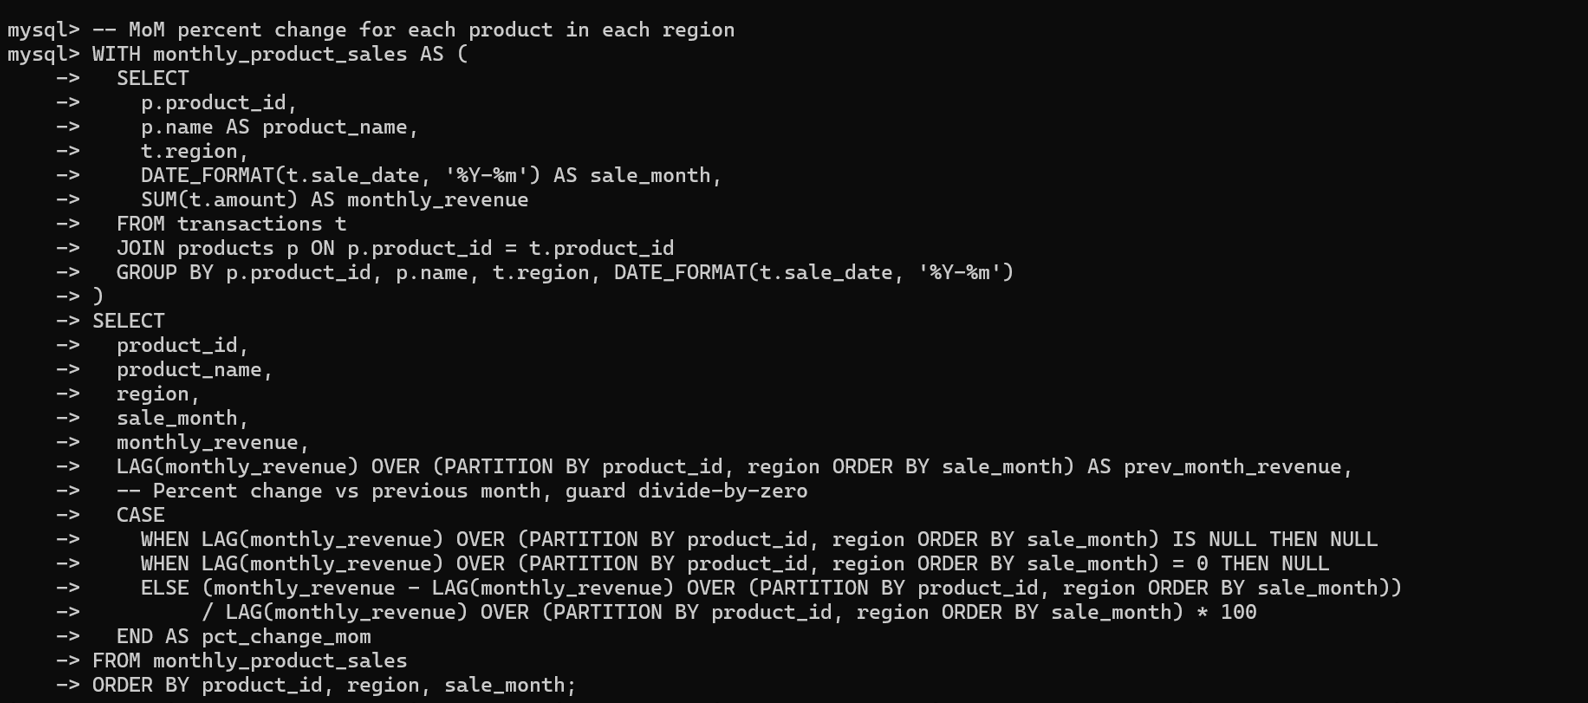 mysql> -- MoM percent change for each product in each region
mysql> WITH monthly_product_sales AS (
    ->   SELECT
    ->     p.product_id,
    ->     p.name AS product_name,
    ->     t.region,
    ->     DATE_FORMAT(t.sale_date, '%Y-%m') AS sale_month,
    ->     SUM(t.amount) AS monthly_revenue
    ->   FROM transactions t
    ->   JOIN products p ON p.product_id = t.product_id
    ->   GROUP BY p.product_id, p.name, t.region, DATE_FORMAT(t.sale_date, '%Y-%m')
    -> )
    -> SELECT
    ->   product_id,
    ->   product_name,
    ->   region,
    ->   sale_month,
    ->   monthly_revenue,
    ->   LAG(monthly_revenue) OVER (PARTITION BY product_id, region ORDER BY sale_month) AS prev_month_revenue,
    ->   -- Percent change vs previous month, guard divide-by-zero
    ->   CASE
    ->     WHEN LAG(monthly_revenue) OVER (PARTITION BY product_id, region ORDER BY sale_month) IS NULL THEN NULL
    ->     WHEN LAG(monthly_revenue) OVER (PARTITION BY product_id, region ORDER BY sale_month) = 0 THEN NULL
    ->     ELSE (monthly_revenue - LAG(monthly_revenue) OVER (PARTITION BY product_id, region ORDER BY sale_month))
    ->          / LAG(monthly_revenue) OVER (PARTITION BY product_id, region ORDER BY sale_month) * 100
    ->   END AS pct_change_mom
    -> FROM monthly_product_sales
    -> ORDER BY product_id, region, sale_month;